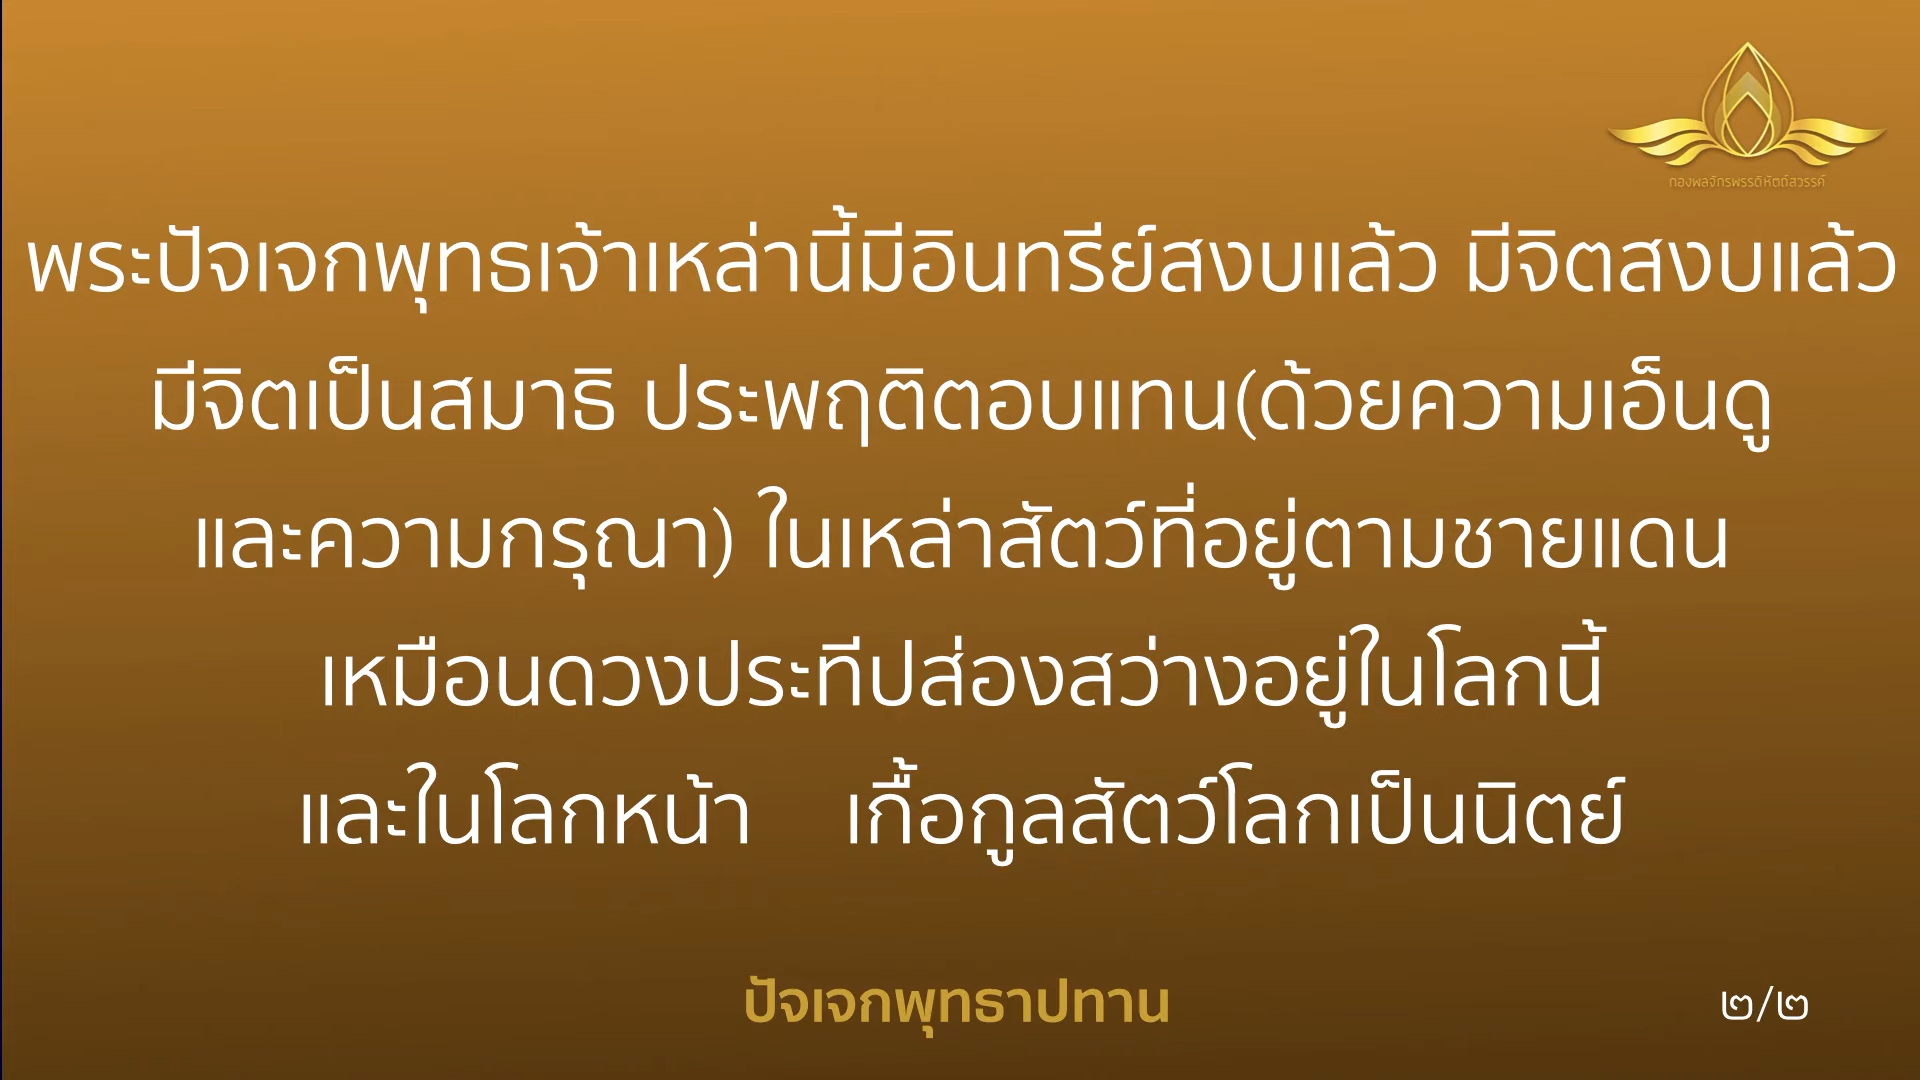 กองพลจักรพรรดิหัตถ์สวรรค์
พระปัจเจกพุทธเจ้าเหล่านี้มีอินทรีย์สงบแล้ว มีจิตสงบแล้ว
มีจิตเป็นสมาธิ ประพฤติตอบแทน(ด้วยความเอ็นดู
และความกรุณา) ในเหล่าสัตว์ที่อยู่ตามชายแดน
เหมือนดวงประทีปส่องสว่างอยู่ในโลกนี้
และในโลกหน้า เกื้อกูลสัตว์โลกเป็นนิตย์
ปัจเจกพุทธาปทาน
๒/๒